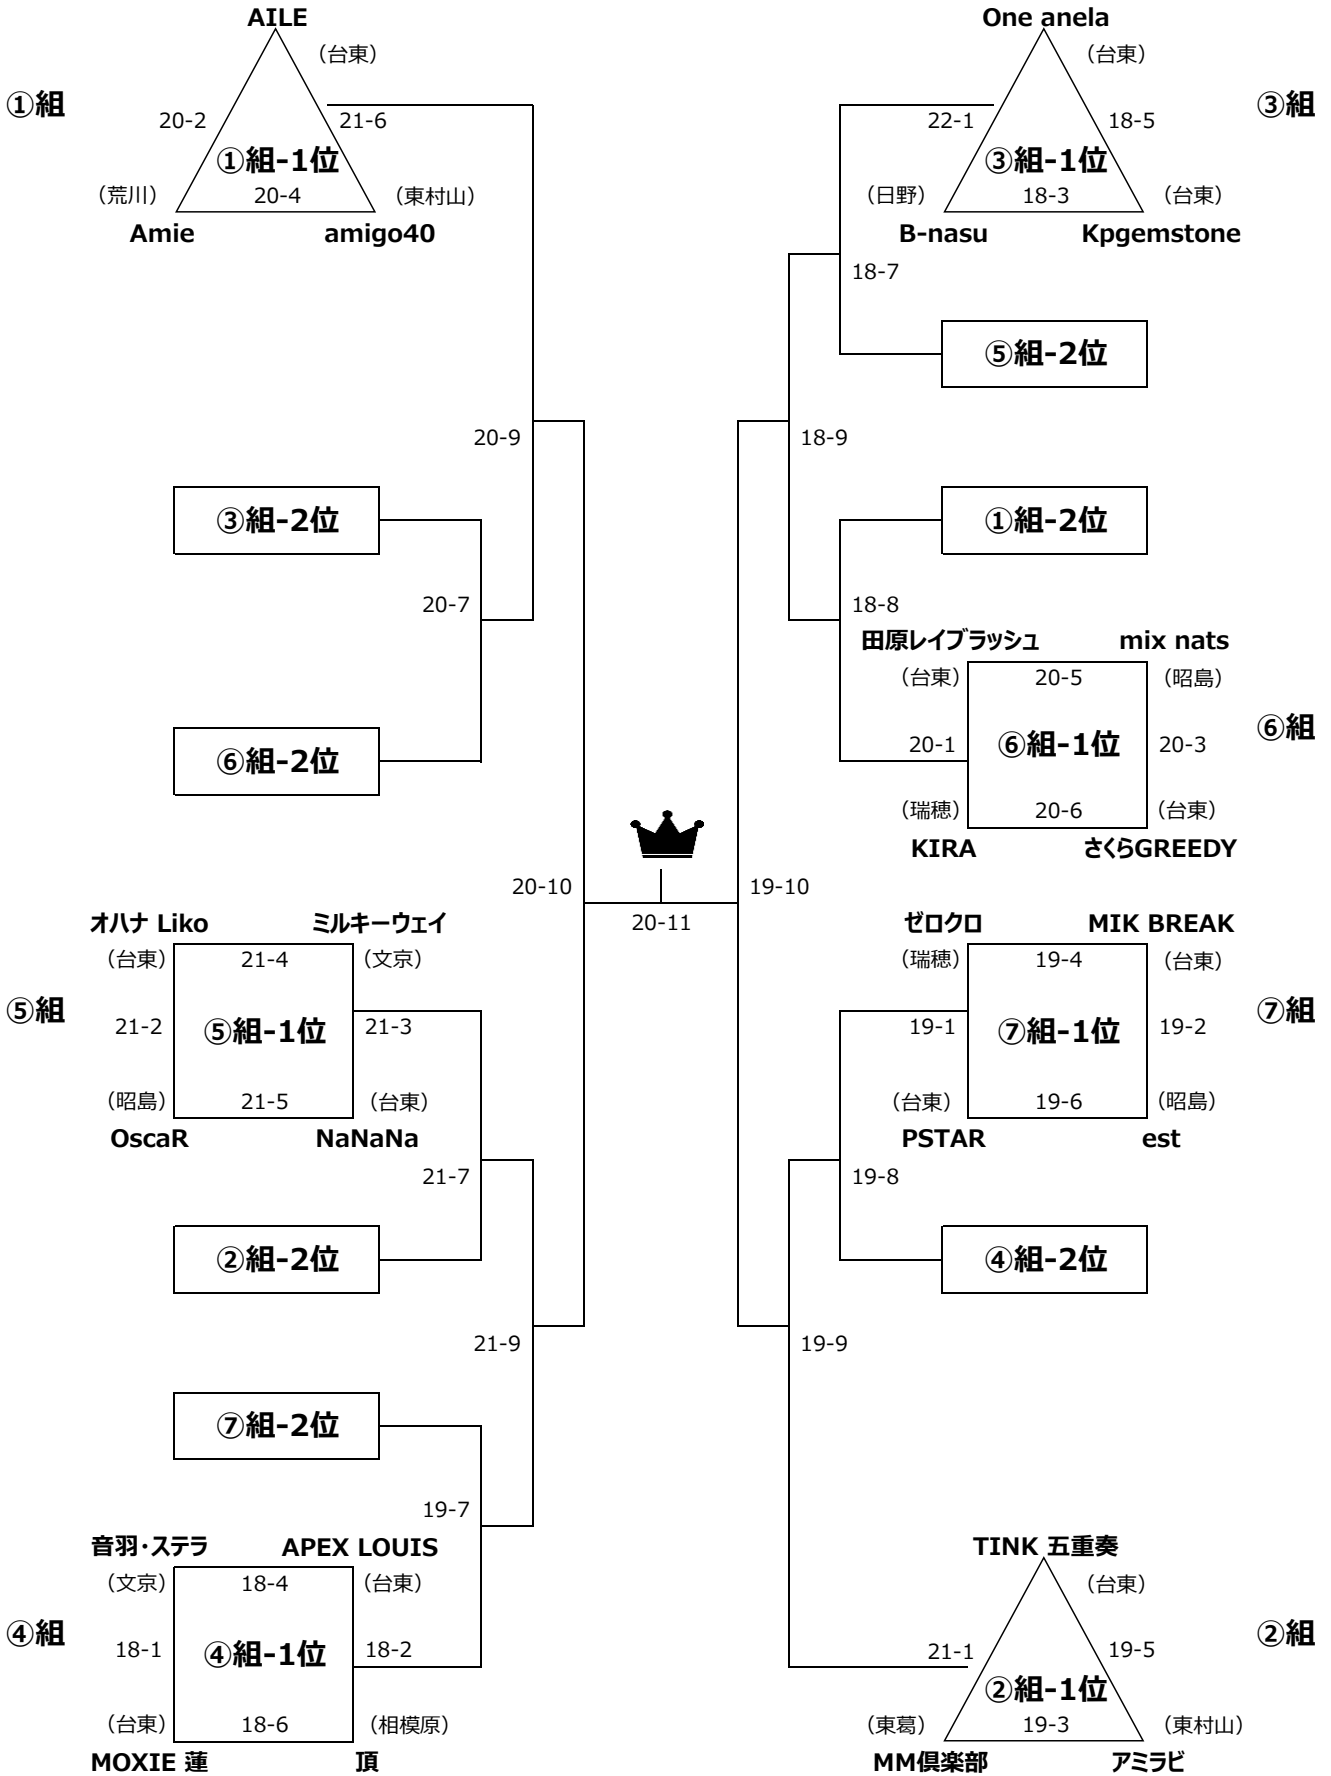 AILE
(台東)
①組
20-2
21-6
①組-1位
(荒川)
20-4
(東村山)
Amie
amigo40
20-9
③組-2位
20-7
⑥組-2位
20-10
オハナ Liko
ミルキーウェイ
(台東)
21-4
(文京)
⑤組
21-2
⑤組-1位
21-3
(昭島)
21-5
(台東)
OscaR
NaNaNa
21-7
②組-2位
21-9
⑦組-2位
19-7
音羽・ステラ
APEX LOUIS
(文京)
18-4
(台東)
④組
18-1
④組-1位
18-2
(台東)
18-6
(相模原)
MOXIE 蓮
頂
20-11
One anela
(台東)
③組
22-1
18-5
③組-1位
(日野)
18-3
(台東)
B-nasu
Kpgemstone
18-7
⑤組-2位
18-9
①組-2位
18-8
田原レイブラッシュ
mix nats
(台東)
20-5
(昭島)
⑥組
20-1
⑥組-1位
20-3
(瑞穂)
20-6
(台東)
KIRA
さくらGREEDY
19-10
ゼロクロ
MIK BREAK
(瑞穂)
19-4
(台東)
⑦組
19-1
⑦組-1位
19-2
(台東)
19-6
(昭島)
PSTAR
est
19-8
④組-2位
19-9
TINK 五重奏
(台東)
②組
21-1
19-5
②組-1位
(東葛)
19-3
(東村山)
MM倶楽部
アミラビ